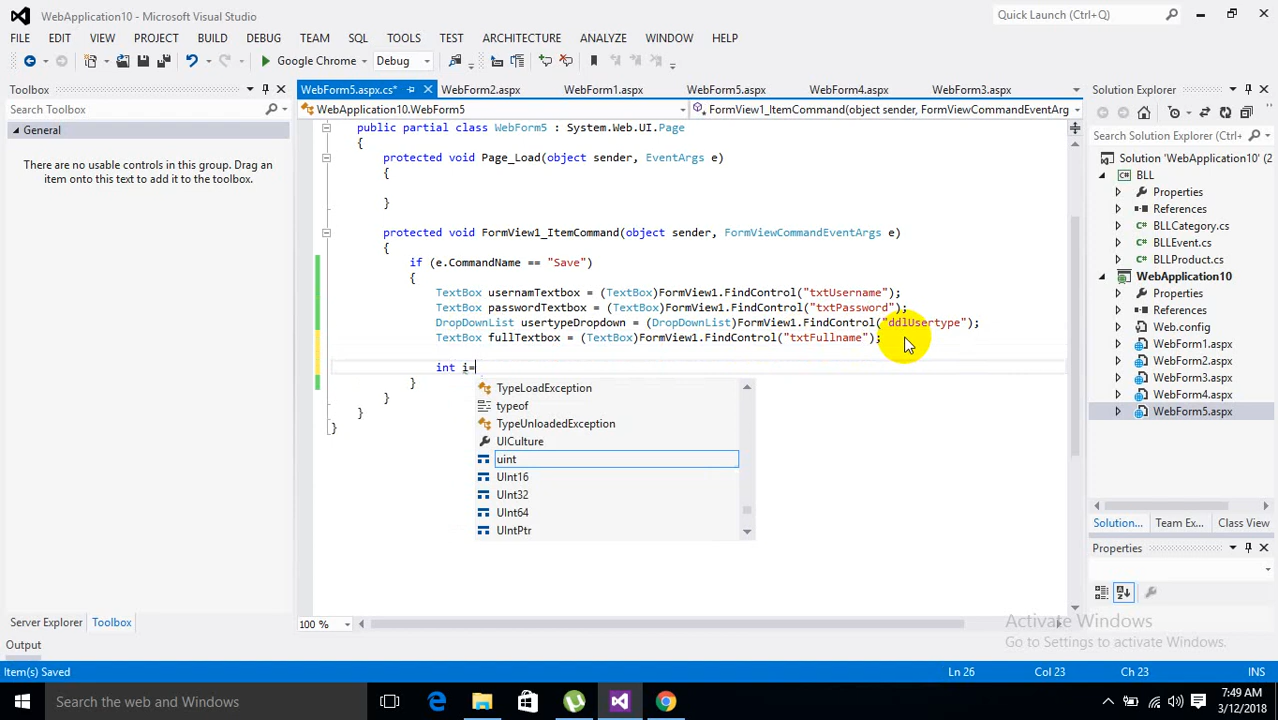 WebApplication10 - Microsoft Visual Studio
Quick Launch (Ctrl+Q)
FILE EDIT VIEW PROJECT BUILD DEBUG TEAM SQL TOOLS TEST ARCHITECTURE ANALYZE WINDOW HELP
Google Chrome Debug
Toolbox
Search Toolbox
General
There are no usable controls in this group. Drag an
item onto this text to add it to the toolbox.
Server Explorer Toolbox
Output
WebForm5.aspx.cs* WebForm2.aspx WebForm1.aspx WebForm5.aspx WebForm4.aspx WebForm3.aspx
WebApplication10.WebForm5 FormView1_ItemCommand(object sender, FormViewCommandEventArg
public partial class WebForm5 : System.Web.UI.Page
{
protected void Page_Load(object sender, EventArgs e)
{
}
protected void FormView1_ItemCommand(object sender, FormViewCommandEventArgs e)
{
if (e.CommandName == "Save")
{
TextBox usernamTextbox = (TextBox)FormView1.FindControl("txtUsername");
TextBox passwordTextbox = (TextBox)FormView1.FindControl("txtPassword");
DropDownList usertypeDropdown = (DropDownList)FormView1.FindControl("ddlUsertype");
TextBox fullTextbox = (TextBox)FormView1.FindControl("txtFullname");
int i=
}
}
}
}
TypeLoadException
typeof
TypeUnloadedException
UICulture
uint
UInt16
UInt32
UInt64
UIntPtr
100 %
Solution Explorer
Search Solution Explorer (Ctrl
Solution 'WebApplication10' (2
BLL
Properties
References
BLLCategory.cs
BLLEvent.cs
BLLProduct.cs
WebApplication10
Properties
References
Web.config
WebForm1.aspx
WebForm2.aspx
WebForm3.aspx
WebForm4.aspx
WebForm5.aspx
Solution... Team Ex... Class View
Properties
Activate Windows
Go to Settings to activate Windows.
Item(s) Saved Ln 26 Col 23 Ch 23 INS
Search the web and Windows
7:49 AM
3/12/2018